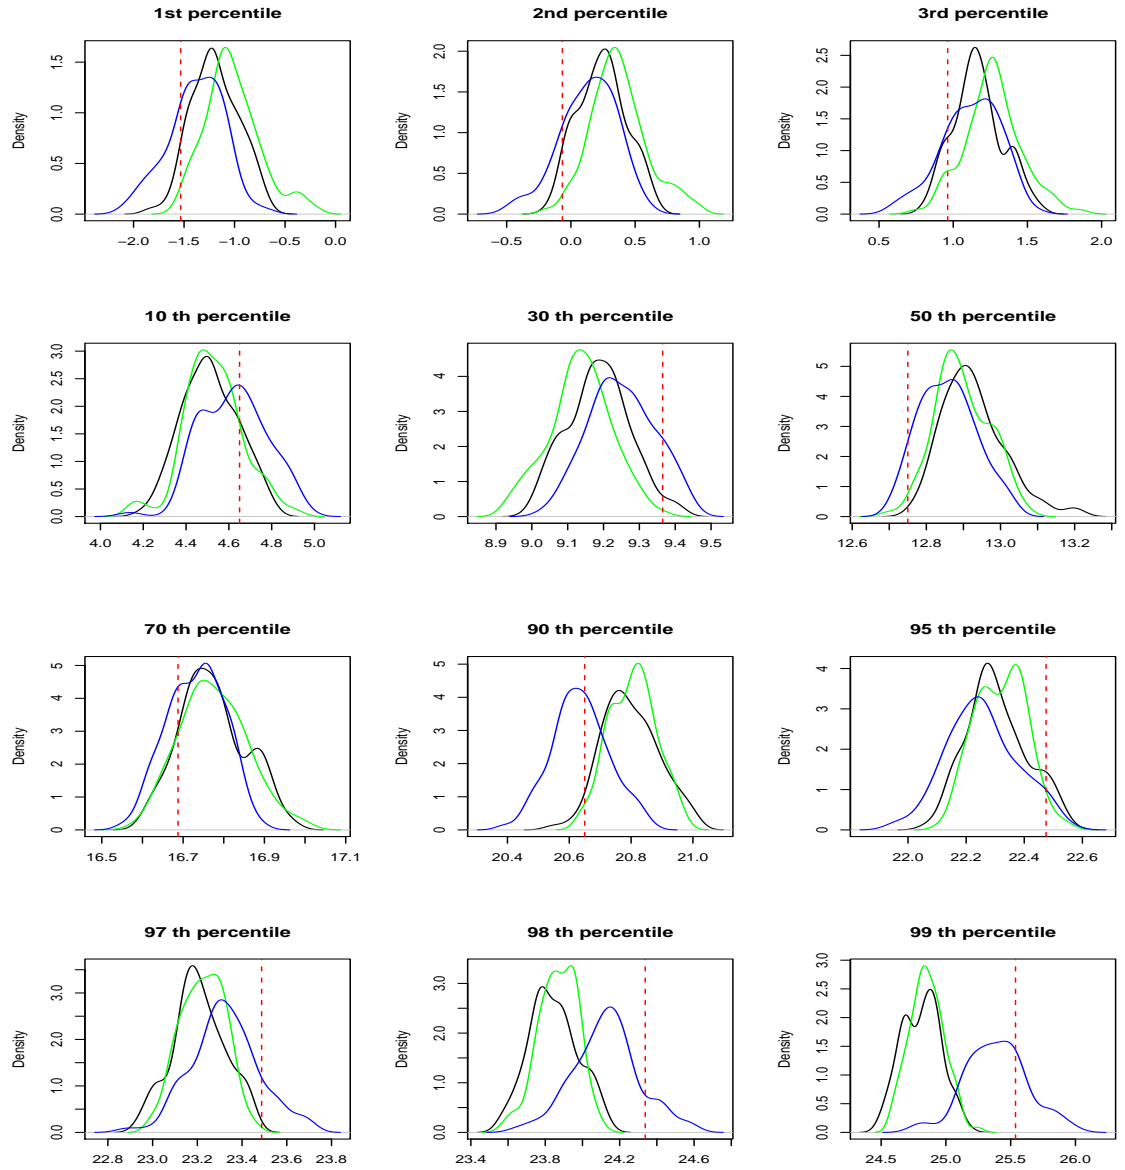 1st percentile
2nd percentile
3rd percentile
Density
0.0 0.5 1.0 1.5
−2.0 −1.5 −1.0 −0.5 0.0
Density
0.0 0.5 1.0 1.5 2.0
−0.5 0.0 0.5 1.0
Density
0.0 0.5 1.0 1.5 2.0 2.5
0.5 1.0 1.5 2.0
10 th percentile
30 th percentile
50 th percentile
Density
0.0 0.5 1.0 1.5 2.0 2.5 3.0
4.0 4.2 4.4 4.6 4.8 5.0
Density
0 1 2 3 4
8.9 9.0 9.1 9.2 9.3 9.4 9.5
Density
0 1 2 3 4 5
12.6 12.8 13.0 13.2
70 th percentile
90 th percentile
95 th percentile
Density
0 1 2 3 4 5
16.5 16.7 16.9 17.1
Density
0 1 2 3 4 5
20.4 20.6 20.8 21.0
Density
0 1 2 3 4
22.0 22.2 22.4 22.6
97 th percentile
98 th percentile
99 th percentile
Density
0.0 1.0 2.0 3.0
22.8 23.0 23.2 23.4 23.6 23.8
Density
0.0 1.0 2.0 3.0
23.4 23.8 24.2 24.6
Density
0.0 0.5 1.0 1.5 2.0 2.5 3.0
24.5 25.0 25.5 26.0